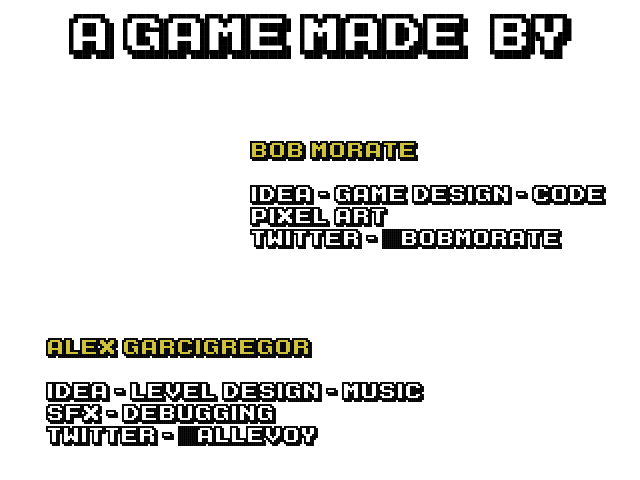 A GAME MADE BY
BOB MORATE
IDEA - GAME DESIGN - CODE
PIXEL ART
TWITTER - BOBMORATE
ALEX GARCIGREGOR
IDEA - LEVEL DESIGN - MUSIC
SFX - DEBUGGING
TWITTER - ALLEVOY